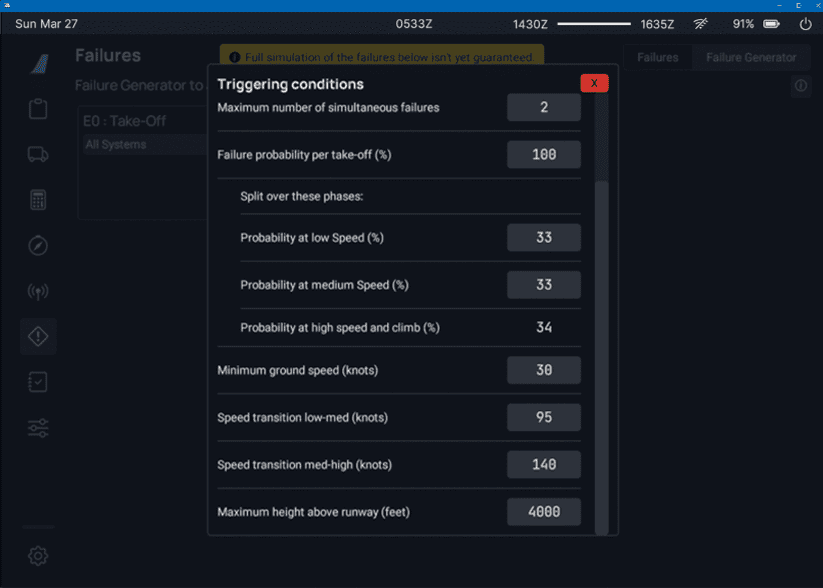 Sun Mar 27
0533Z
1430Z
1635Z
91%
Failures
Full simulation of the failures below isn't yet guaranteed.
Failures
Failure Generator
Failure Generator to
E0 : Take-Off
All Systems
Triggering conditions
X
Maximum number of simultaneous failures
2
Failure probability per take-off (%)
100
Split over these phases:
Probability at low Speed (%)
33
Probability at medium Speed (%)
33
Probability at high speed and climb (%)
34
Minimum ground speed (knots)
30
Speed transition low-med (knots)
95
Speed transition med-high (knots)
140
Maximum height above runway (feet)
4000